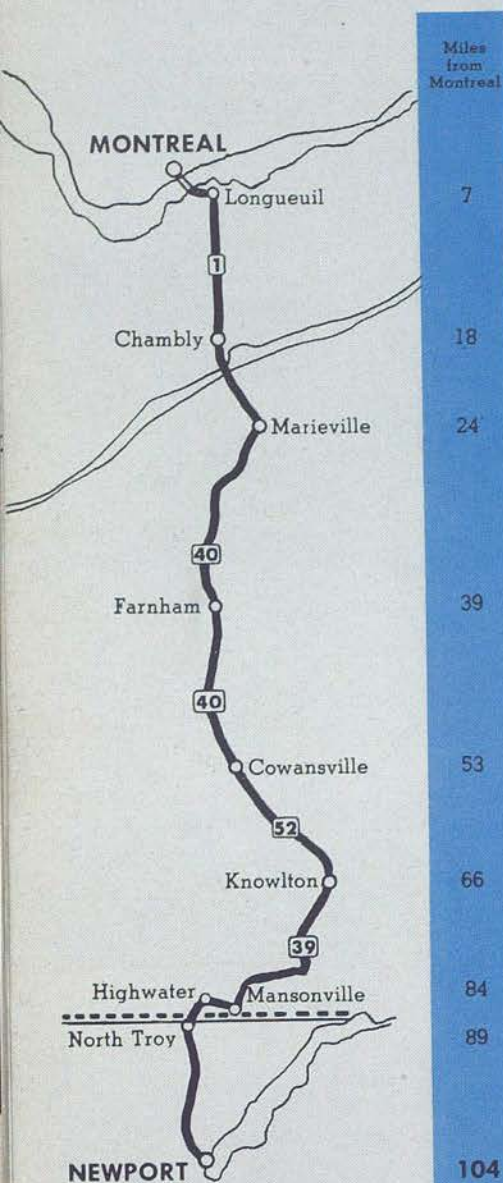 Miles
from
Montreal
MONTREAL
Longueuil 7
1
Chambly 18
Marieville 24
40
Farnham 39
40
Cowansville 53
52
Knowlton 66
39
Highwater Mansonville 84
North Troy 89
NEWPORT 104